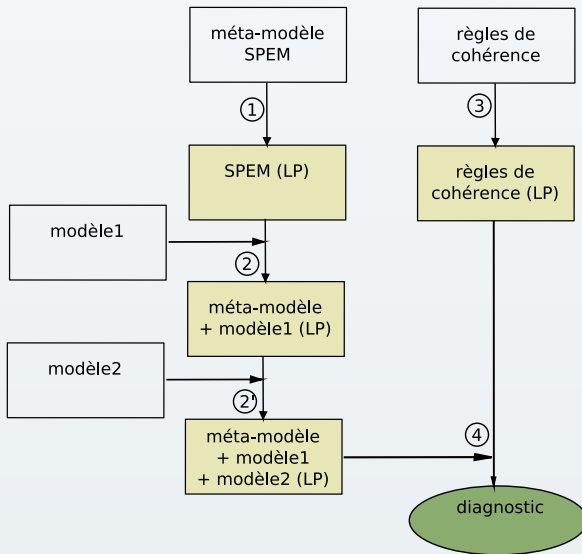 méta-modèle
SPEM
règles de
cohérence
①
③
SPEM (LP)
règles de
cohérence (LP)
modèle1
②
méta-modèle
+ modèle1 (LP)
modèle2
②'
méta-modèle
+ modèle1
+ modèle2 (LP)
④
diagnostic